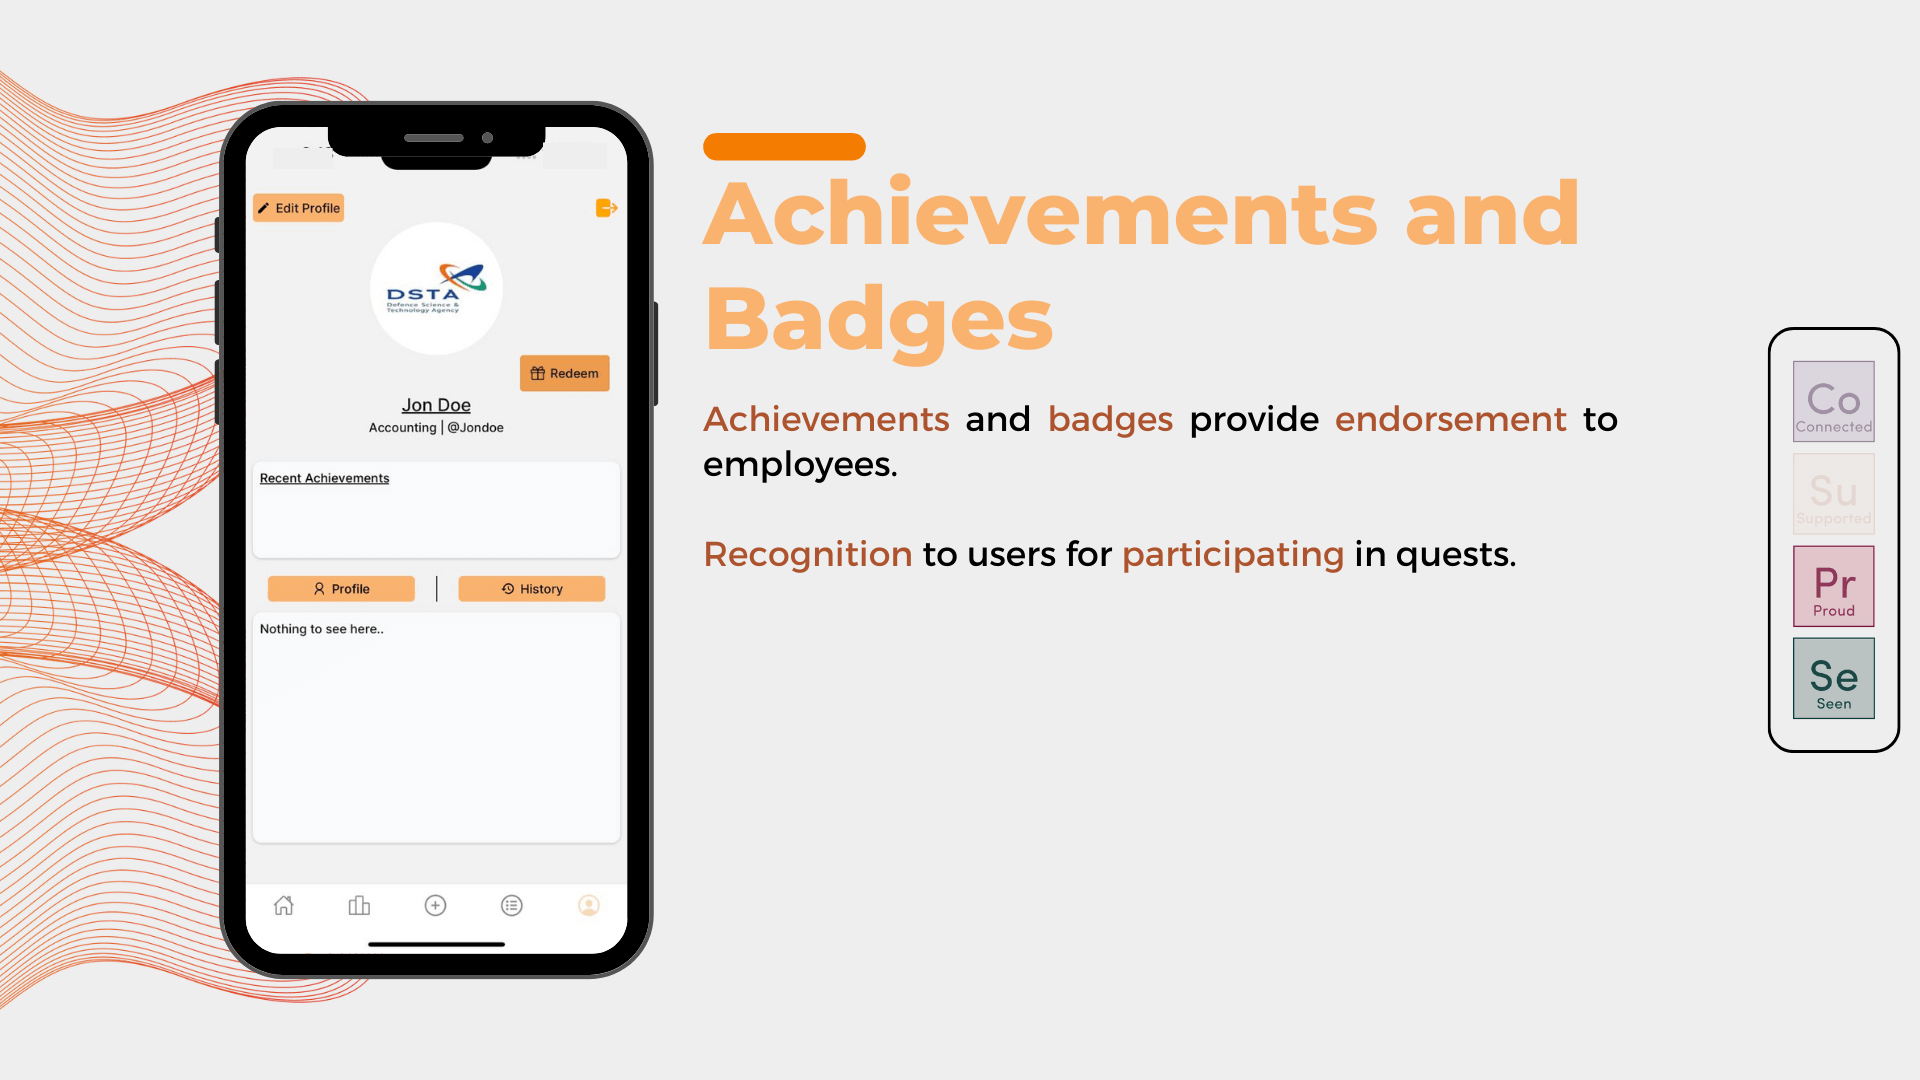 Edit Profile
DSTA
Defence Science &
Technology Agency
Redeem
Jon Doe
Accounting | @Jondoe
Recent Achievements
Profile | History
Nothing to see here..
Achievements and
Badges
Achievements and badges provide endorsement to
employees.
Recognition to users for participating in quests.
Co
Connected
Su
Supported
Pr
Proud
Se
Seen